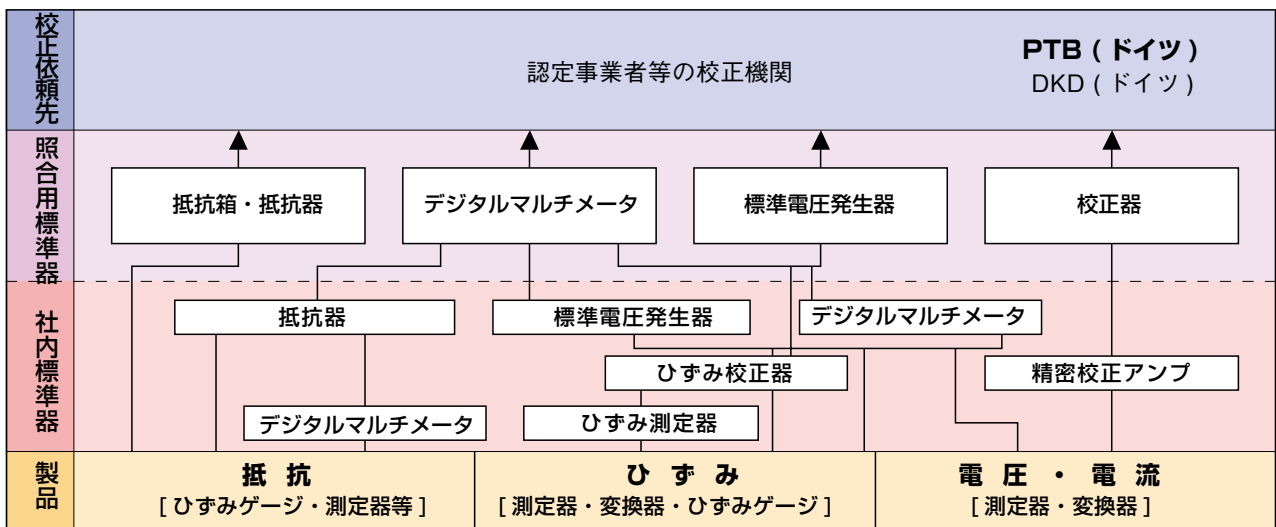 校正依頼先
認定事業者等の校正機関
PTB ( ドイツ )
DKD ( ドイツ )
照合用標準器
抵抗箱・抵抗器
デジタルマルチメータ
標準電圧発生器
校正器
社内標準器
抵抗器
標準電圧発生器
デジタルマルチメータ
ひずみ校正器
精密校正アンプ
デジタルマルチメータ
ひずみ測定器
製品
抵 抗
[ ひずみゲージ・測定器等 ]
ひ ず み
[ 測定器・変換器・ひずみゲージ ]
電 圧 ・ 電 流
[ 測定器・変換器 ]